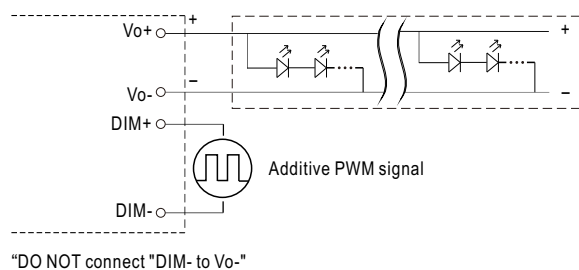 Vo+
+
+
Vo-
−
−
DIM+
Additive PWM signal
DIM-
“DO NOT connect "DIM- to Vo-"